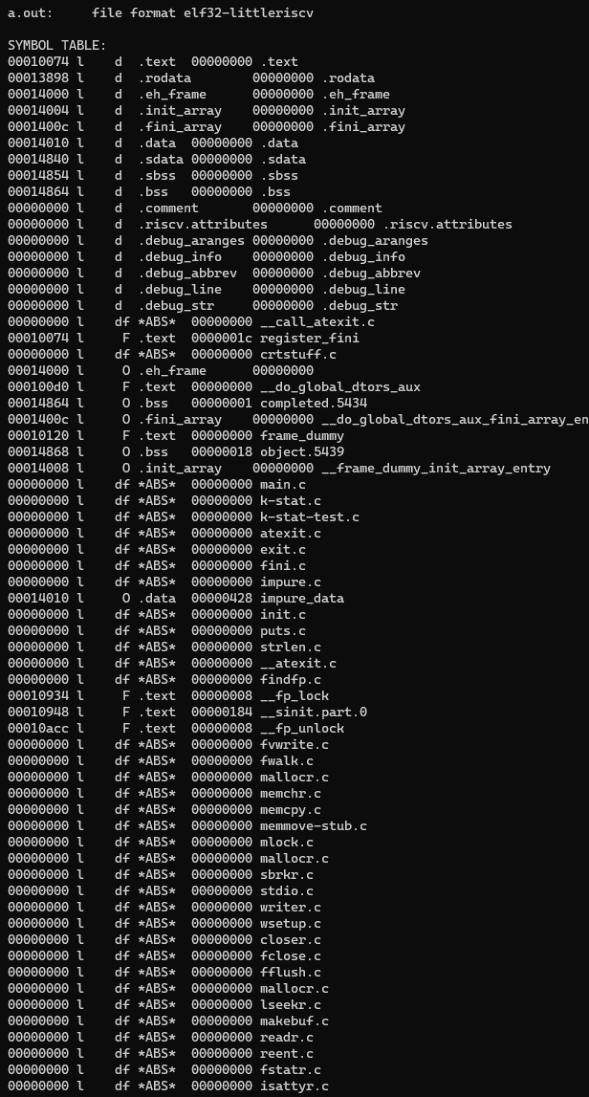 a.out:     file format elf32-littleriscv
SYMBOL TABLE:
00010074 l    d  .text  00000000 .text
00013898 l    d  .rodata        00000000 .rodata
00014000 l    d  .eh_frame      00000000 .eh_frame
00014004 l    d  .init_array    00000000 .init_array
0001400c l    d  .fini_array    00000000 .fini_array
00014010 l    d  .data  00000000 .data
00014840 l    d  .sdata 00000000 .sdata
00014854 l    d  .sbss  00000000 .sbss
00014864 l    d  .bss   00000000 .bss
00000000 l    d  .comment       00000000 .comment
00000000 l    d  .riscv.attributes      00000000 .riscv.attributes
00000000 l    d  .debug_aranges 00000000 .debug_aranges
00000000 l    d  .debug_info    00000000 .debug_info
00000000 l    d  .debug_abbrev  00000000 .debug_abbrev
00000000 l    d  .debug_line    00000000 .debug_line
00000000 l    d  .debug_str     00000000 .debug_str
00000000 l    df *ABS*  00000000 __call_atexit.c
00010074 l     F .text  0000001c register_fini
00000000 l    df *ABS*  00000000 crtstuff.c
00014000 l     O .eh_frame      00000000
000100d0 l     F .text  00000000 __do_global_dtors_aux
00014864 l     O .bss   00000001 completed.5434
0001400c l     O .fini_array    00000000 __do_global_dtors_aux_fini_array_en
00010120 l     F .text  00000000 frame_dummy
00014868 l     O .bss   00000018 object.5439
00014008 l     O .init_array    00000000 __frame_dummy_init_array_entry
00000000 l    df *ABS*  00000000 main.c
00000000 l    df *ABS*  00000000 k-stat.c
00000000 l    df *ABS*  00000000 k-stat-test.c
00000000 l    df *ABS*  00000000 atexit.c
00000000 l    df *ABS*  00000000 exit.c
00000000 l    df *ABS*  00000000 fini.c
00000000 l    df *ABS*  00000000 impure.c
00014010 l     O .data  00000428 impure_data
00000000 l    df *ABS*  00000000 init.c
00000000 l    df *ABS*  00000000 puts.c
00000000 l    df *ABS*  00000000 strlen.c
00000000 l    df *ABS*  00000000 __atexit.c
00000000 l    df *ABS*  00000000 findfp.c
00010934 l     F .text  00000008 __fp_lock
00010948 l     F .text  00000184 __sinit.part.0
00010acc l     F .text  00000008 __fp_unlock
00000000 l    df *ABS*  00000000 fvwrite.c
00000000 l    df *ABS*  00000000 fwalk.c
00000000 l    df *ABS*  00000000 mallocr.c
00000000 l    df *ABS*  00000000 memchr.c
00000000 l    df *ABS*  00000000 memcpy.c
00000000 l    df *ABS*  00000000 memmove-stub.c
00000000 l    df *ABS*  00000000 mlock.c
00000000 l    df *ABS*  00000000 mallocr.c
00000000 l    df *ABS*  00000000 sbrkr.c
00000000 l    df *ABS*  00000000 stdio.c
00000000 l    df *ABS*  00000000 writer.c
00000000 l    df *ABS*  00000000 wsetup.c
00000000 l    df *ABS*  00000000 closer.c
00000000 l    df *ABS*  00000000 fclose.c
00000000 l    df *ABS*  00000000 fflush.c
00000000 l    df *ABS*  00000000 mallocr.c
00000000 l    df *ABS*  00000000 lseekr.c
00000000 l    df *ABS*  00000000 makebuf.c
00000000 l    df *ABS*  00000000 readr.c
00000000 l    df *ABS*  00000000 reent.c
00000000 l    df *ABS*  00000000 fstatr.c
00000000 l    df *ABS*  00000000 isattyr.c